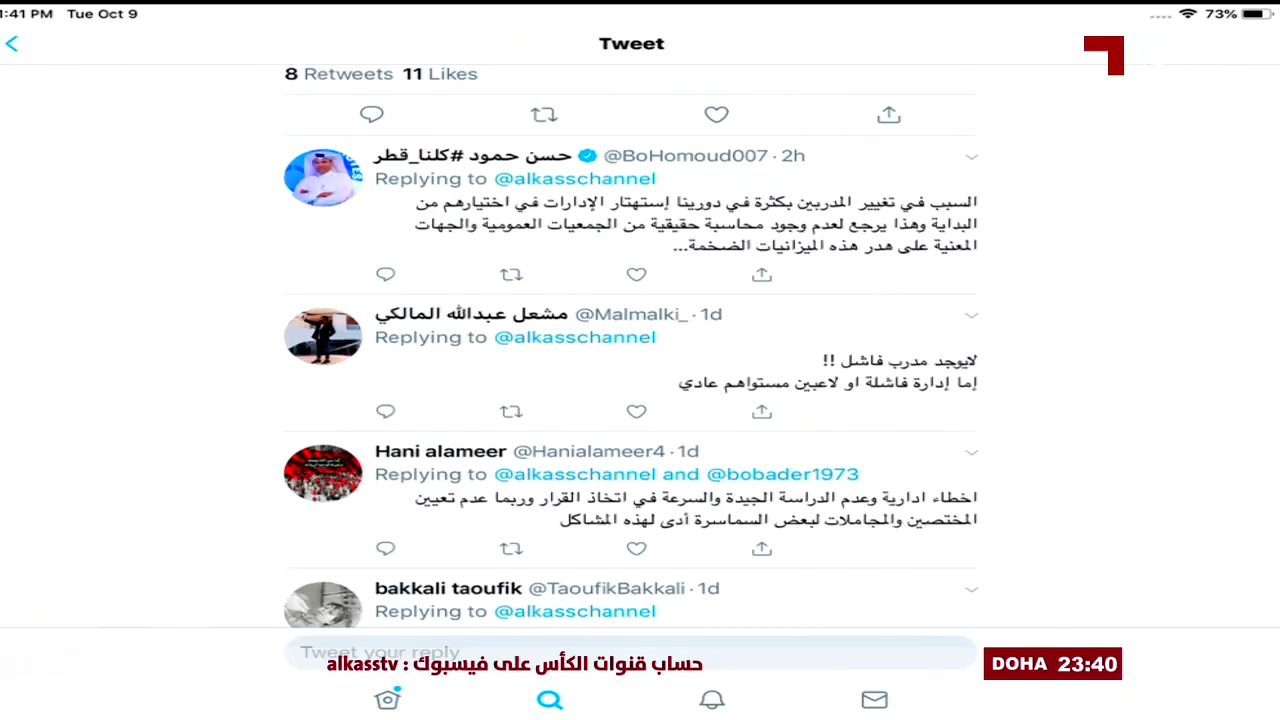 1:41 PM Tue Oct 9
73%
Tweet
8 Retweets 11 Likes
حسن حمود #كلنا_قطر @BoHomoud007 · 2h
Replying to @alkasschannel
السبب في تغيير المدربين بكثرة في دورينا إستهتار الإدارات في اختيارهم من
البداية وهذا يرجع لعدم وجود محاسبة حقيقية من الجمعيات العمومية والجهات
المعنية على هدر هذه الميزانيات الضخمة...
مشعل عبدالله المالكي @Malmalki_ · 1d
Replying to @alkasschannel
لايوجد مدرب فاشل !!
إما إدارة فاشلة او لاعبين مستواهم عادي
Hani alameer @Hanialameer4 · 1d
Replying to @alkasschannel and @bobader1973
اخطاء ادارية وعدم الدراسة الجيدة والسرعة في اتخاذ القرار وربما عدم تعيين
المختصين والمجاملات لبعض السماسرة أدى لهذه المشاكل
bakkali taoufik @TaoufikBakkali · 1d
Replying to @alkasschannel
Tweet your reply
حساب قنوات الكأس على فيسبوك : alkasstv
DOHA 23:40